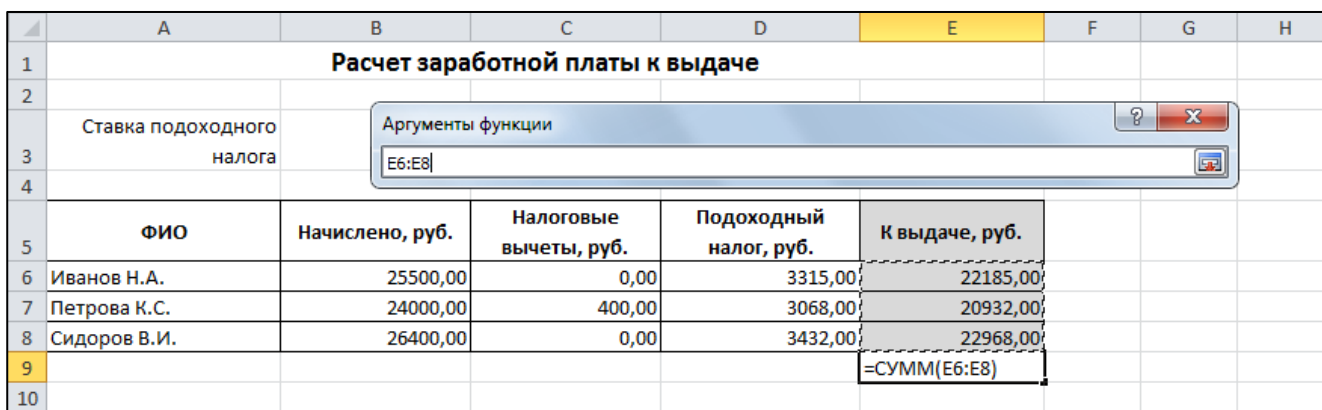 A B C D E F G H
1 Расчет заработной платы к выдаче
2
Ставка подоходного
3 налога
Аргументы функции
E6:E8
4
5 ФИО Начислено, руб. Налоговые вычеты, руб. Подоходный налог, руб. К выдаче, руб.
6 Иванов Н.А. 25500,00 0,00 3315,00 22185,00
7 Петрова К.С. 24000,00 400,00 3068,00 20932,00
8 Сидоров В.И. 26400,00 0,00 3432,00 22968,00
9 =СУММ(E6:E8)
10